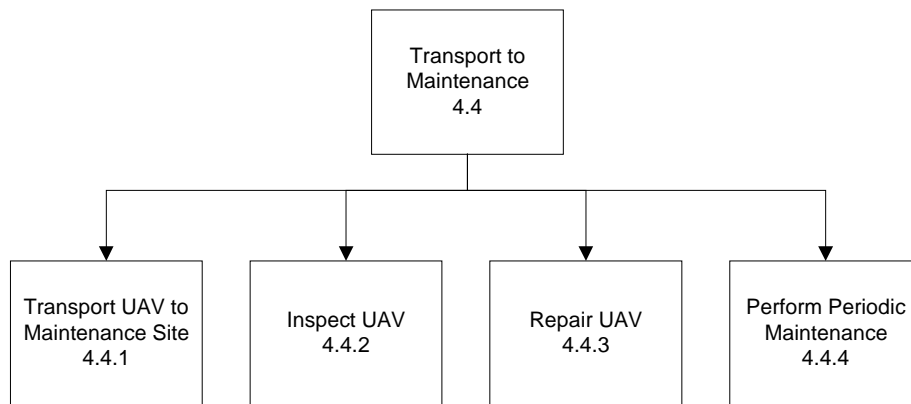 Transport to
Maintenance
4.4
Transport UAV to
Maintenance Site
4.4.1
Inspect UAV
4.4.2
Repair UAV
4.4.3
Perform Periodic
Maintenance
4.4.4